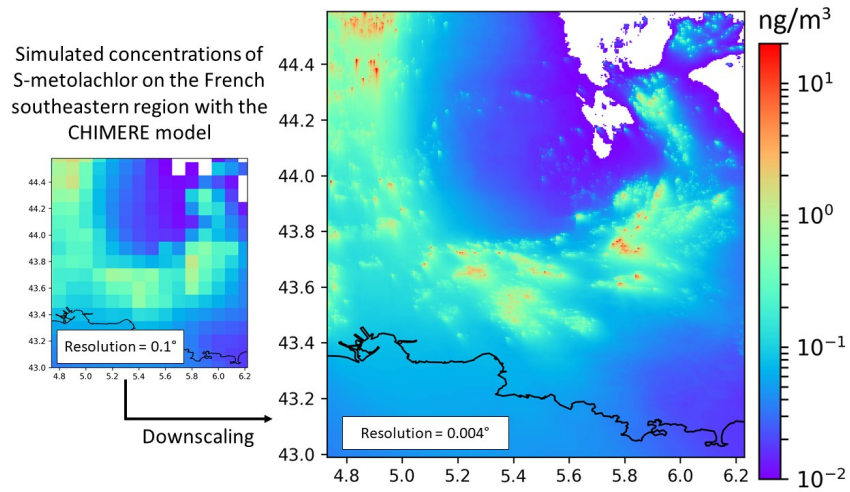 Simulated concentrations of
S-metolachlor on the French
southeastern region with the
CHIMERE model
44.4
44.2
44.0
43.8
43.6
43.4
43.2
43.0
Resolution = 0.1°
4.8 5.0 5.2 5.4 5.6 5.8 6.0 6.2
Downscaling
44.4
44.2
44.0
43.8
43.6
43.4
43.2
43.0
Resolution = 0.004°
4.8 5.0 5.2 5.4 5.6 5.8 6.0 6.2
ng/m³
10¹
10⁰
10⁻¹
10⁻²